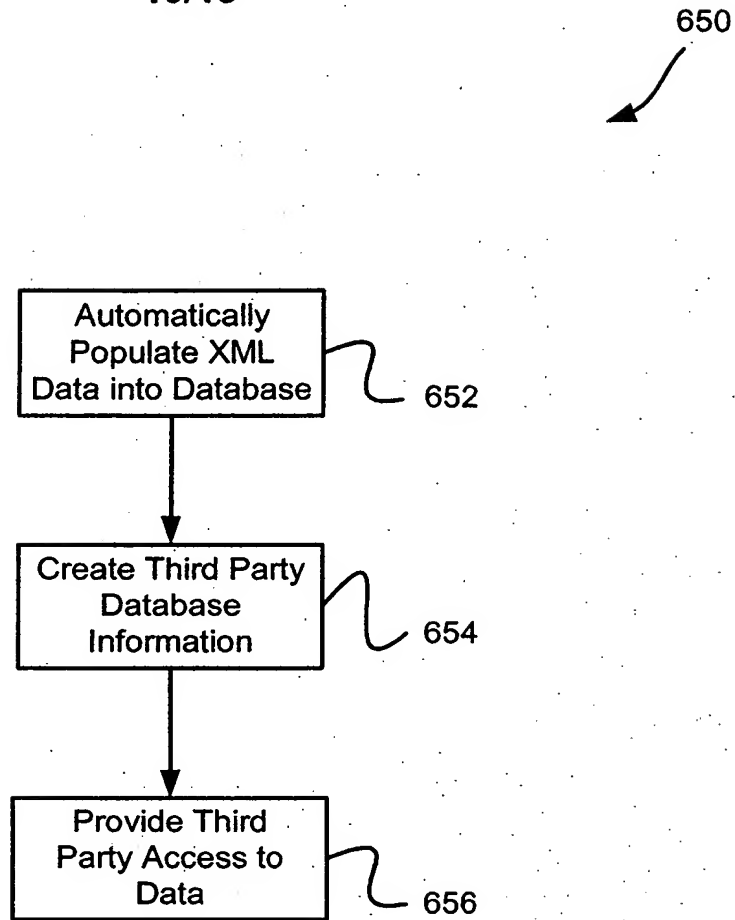 650
Automatically
Populate XML
Data into Database
652
Create Third Party
Database
Information
654
Provide Third
Party Access to
Data
656